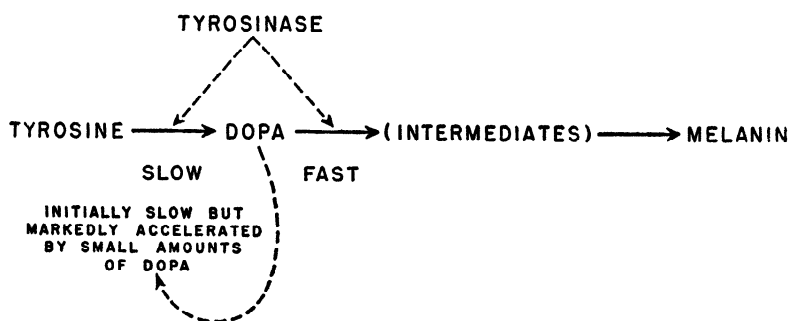 TYROSINASE
TYROSINE DOPA (INTERMEDIATES) MELANIN
SLOW FAST
INITIALLY SLOW BUT
MARKEDLY ACCELERATED
BY SMALL AMOUNTS
OF DOPA